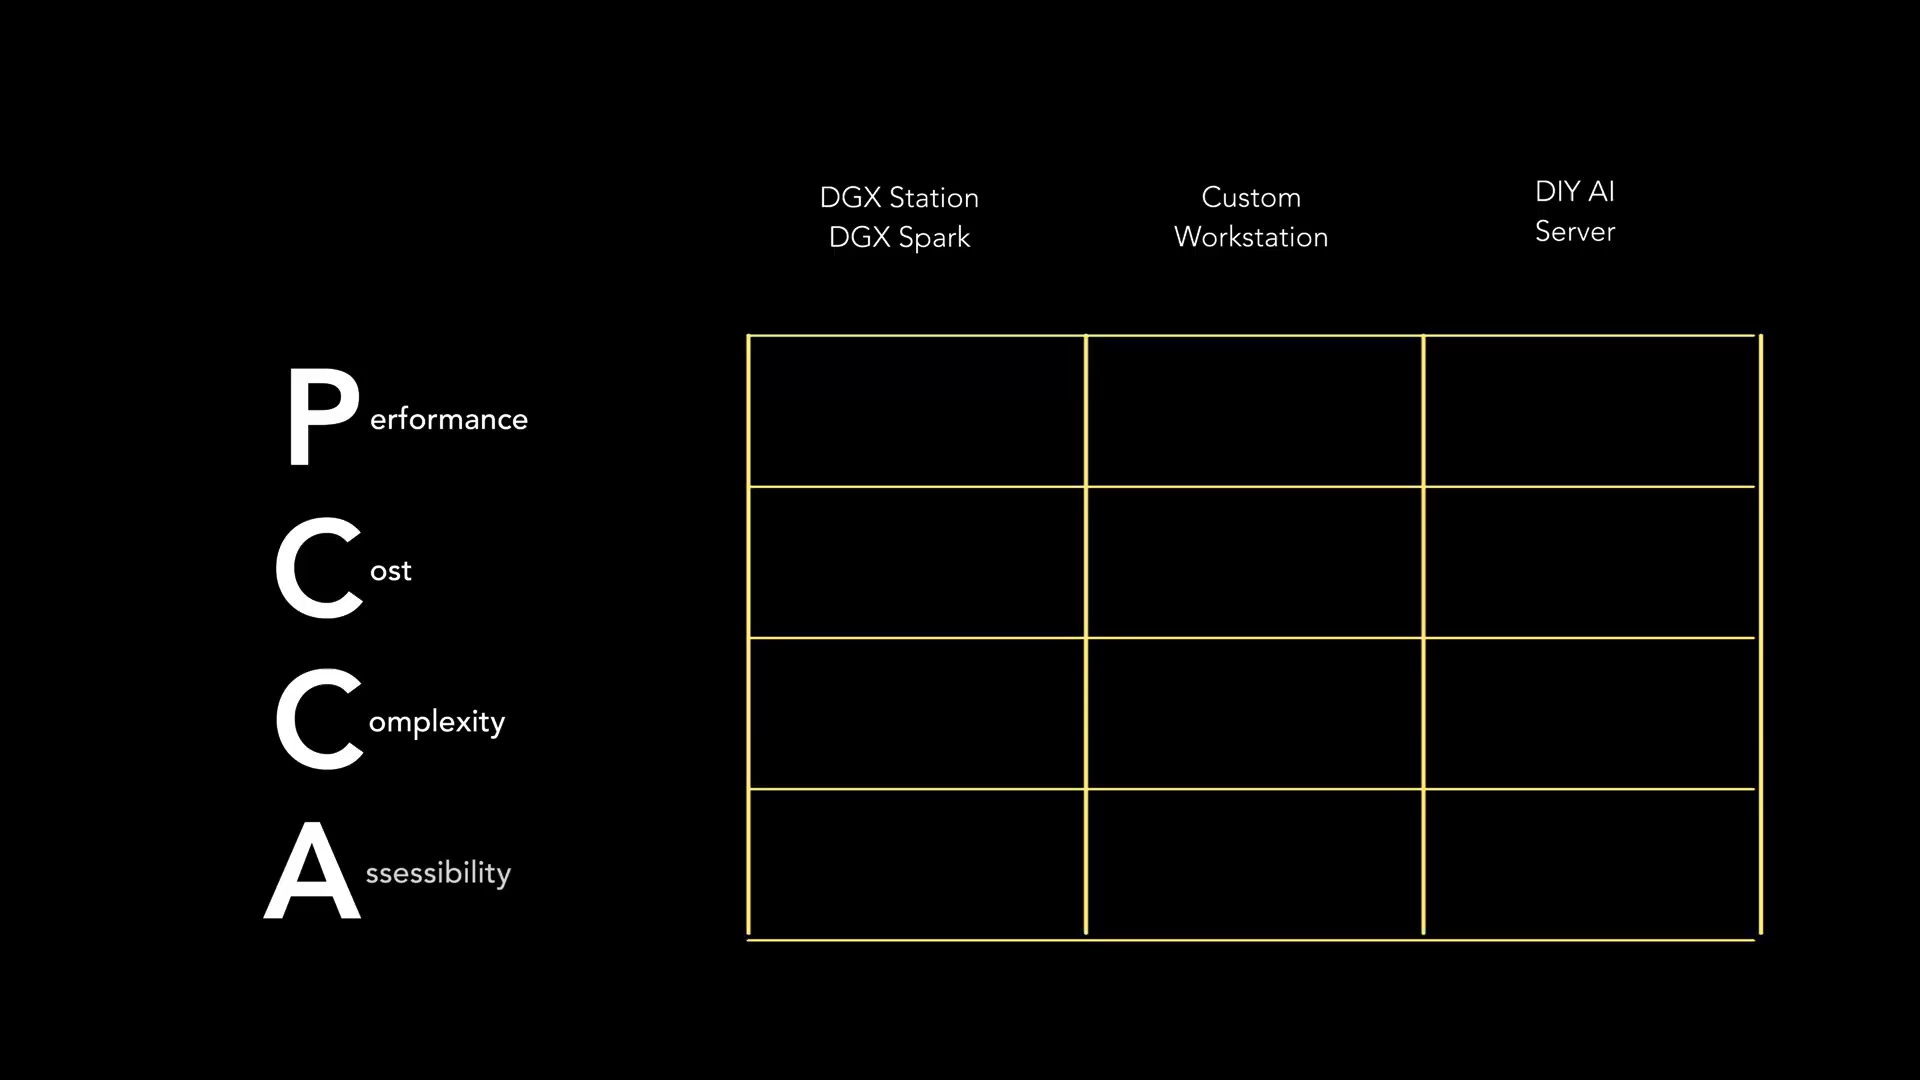 DGX Station
DGX Spark
Custom
Workstation
DIY AI
Server
Performance
Cost
Complexity
Assessibility